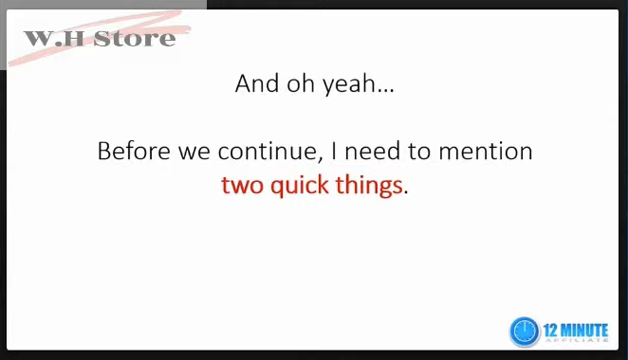 W.H Store
And oh yeah...
Before we continue, I need to mention
two quick things.
12 MINUTE
AFFILIATE